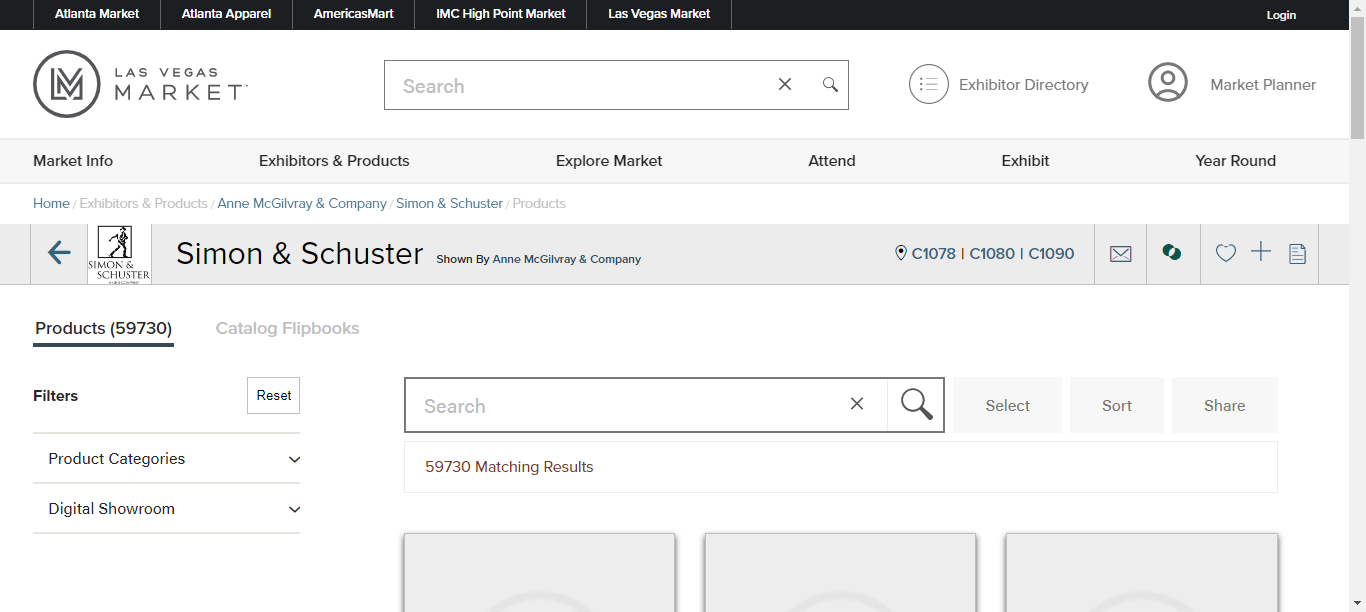 Atlanta Market
Atlanta Apparel
AmericasMart
IMC High Point Market
Las Vegas Market
Login
LAS VEGAS
MARKET
Search
Exhibitor Directory
Market Planner
Market Info
Exhibitors & Products
Explore Market
Attend
Exhibit
Year Round
Home / Exhibitors & Products / Anne McGilvray & Company / Simon & Schuster / Products
SIMON &
SCHUSTER
Simon & Schuster
Shown By Anne McGilvray & Company
C1078 | C1080 | C1090
Products (59730)
Catalog Flipbooks
Filters
Reset
Search
Select
Sort
Share
Product Categories
59730 Matching Results
Digital Showroom